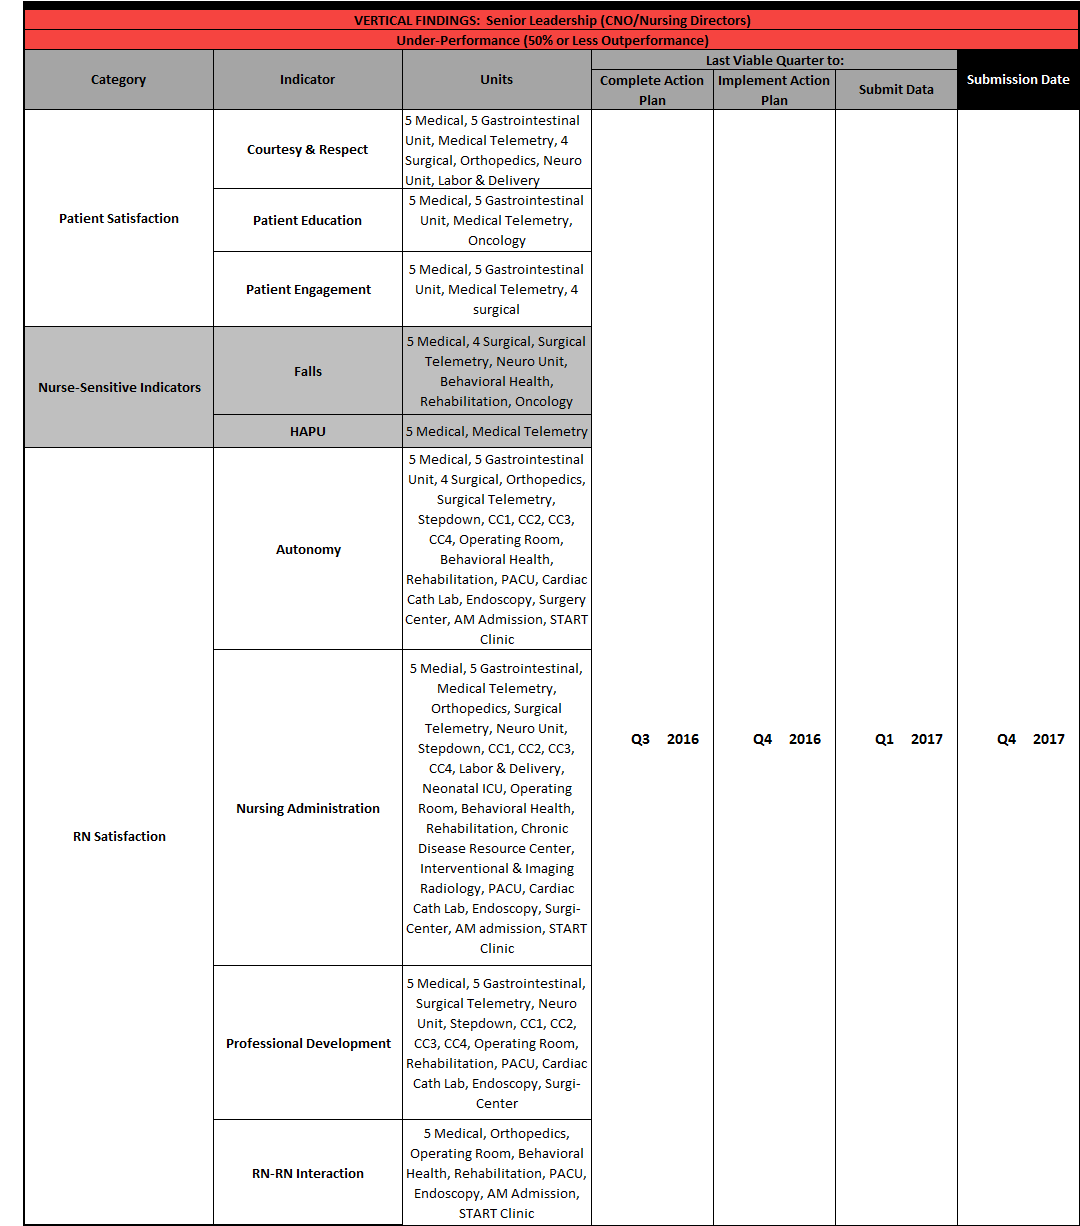 VERTICAL FINDINGS: Senior Leadership (CNO/Nursing Directors)
Under-Performance (50% or Less Outperformance)
Category
Indicator
Units
Last Viable Quarter to:
Complete Action
Plan
Implement Action
Plan
Submit Data
Submission Date
Patient Satisfaction
Courtesy & Respect
5 Medical, 5 Gastrointestinal
Unit, Medical Telemetry, 4
Surgical, Orthopedics, Neuro
Unit, Labor & Delivery
Patient Education
5 Medical, 5 Gastrointestinal
Unit, Medical Telemetry,
Oncology
Patient Engagement
5 Medical, 5 Gastrointestinal
Unit, Medical Telemetry, 4
surgical
Nurse-Sensitive Indicators
Falls
5 Medical, 4 Surgical, Surgical
Telemetry, Neuro Unit,
Behavioral Health,
Rehabilitation, Oncology
HAPU
5 Medical, Medical Telemetry
RN Satisfaction
Autonomy
5 Medical, 5 Gastrointestinal
Unit, 4 Surgical, Orthopedics,
Surgical Telemetry,
Stepdown, CC1, CC2, CC3,
CC4, Operating Room,
Behavioral Health,
Rehabilitation, PACU, Cardiac
Cath Lab, Endoscopy, Surgery
Center, AM Admission, START
Clinic
Nursing Administration
5 Medial, 5 Gastrointestinal,
Medical Telemetry,
Orthopedics, Surgical
Telemetry, Neuro Unit,
Stepdown, CC1, CC2, CC3,
CC4, Labor & Delivery,
Neonatal ICU, Operating
Room, Behavioral Health,
Rehabilitation, Chronic
Disease Resource Center,
Interventional & Imaging
Radiology, PACU, Cardiac
Cath Lab, Endoscopy, Surgi-
Center, AM admission, START
Clinic
Professional Development
5 Medical, 5 Gastrointestinal,
Surgical Telemetry, Neuro
Unit, Stepdown, CC1, CC2,
CC3, CC4, Operating Room,
Rehabilitation, PACU, Cardiac
Cath Lab, Endoscopy, Surgi-
Center
RN-RN Interaction
5 Medical, Orthopedics,
Operating Room, Behavioral
Health, Rehabilitation, PACU,
Endoscopy, AM Admission,
START Clinic
Q3 2016
Q4 2016
Q1 2017
Q4 2017